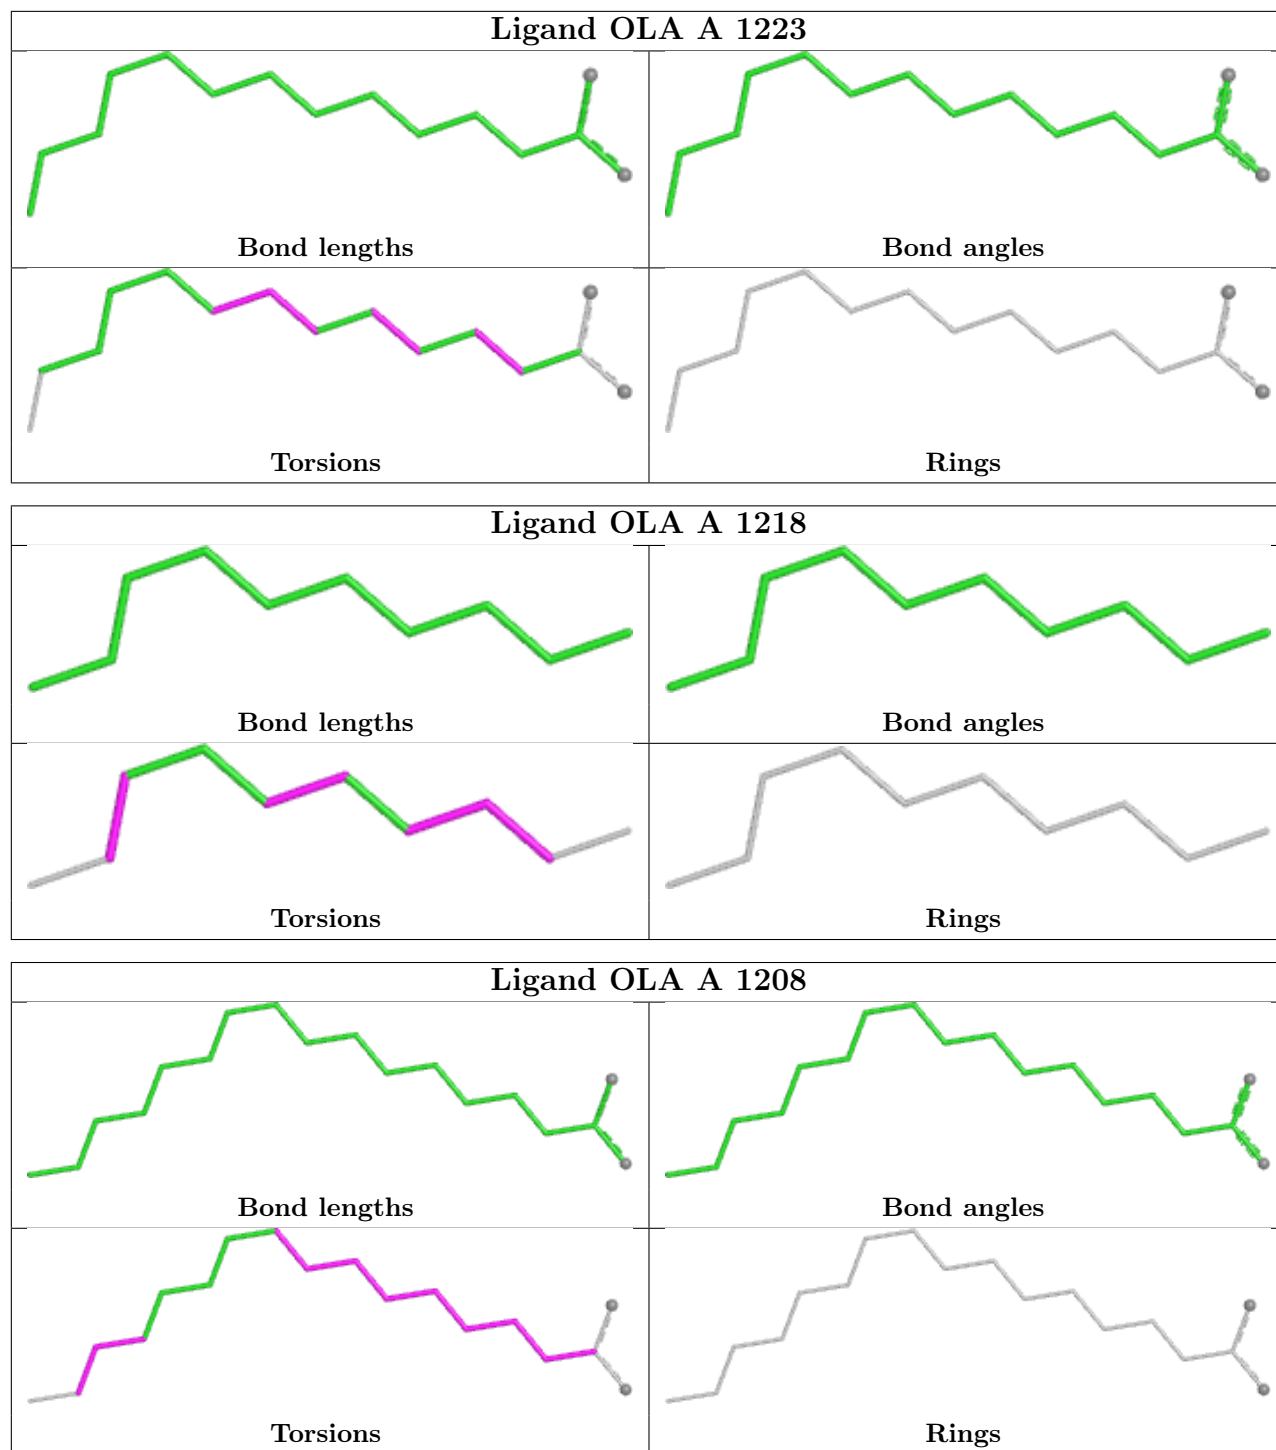 Ligand OLA A 1223
Bond lengths
Bond angles
Torsions
Rings
Ligand OLA A 1218
Bond lengths
Bond angles
Torsions
Rings
Ligand OLA A 1208
Bond lengths
Bond angles
Torsions
Rings